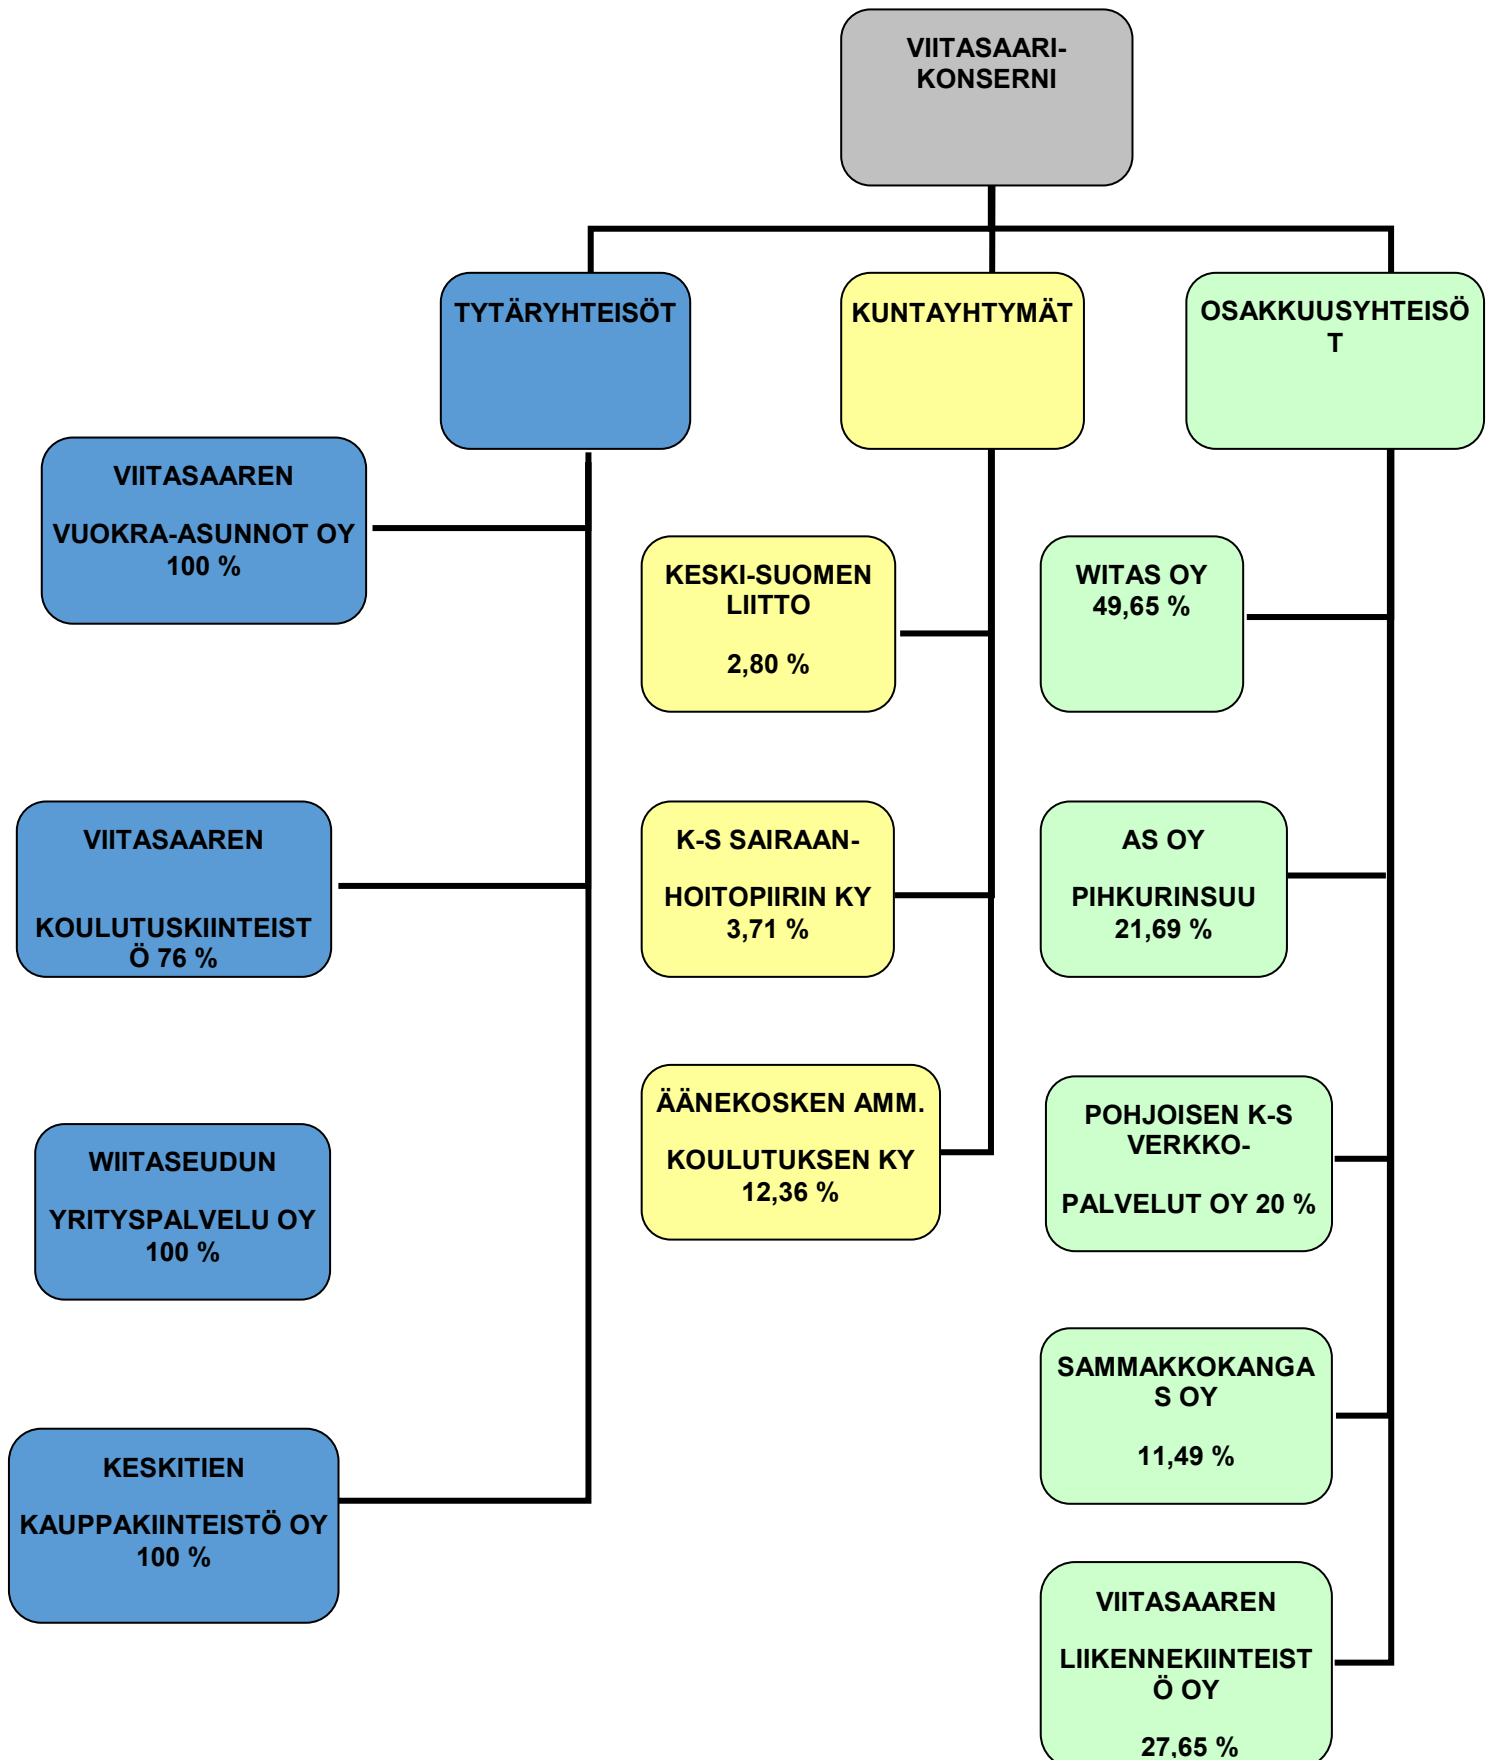 VIITASAARI-
KONSERNI
TYTÄRYHTEISÖT
KUNTAYHTYMÄT
OSAKKUUSYHTEISÖ
T
VIITASAAREN
VUOKRA-ASUNNOT OY
100 %
VIITASAAREN
KOULUTUSKIINTEIST
Ö 76 %
WIITASEUDUN
YRITYSPALVELU OY
100 %
KESKITIEN
KAUPPAKIINTEISTÖ OY
100 %
KESKI-SUOMEN
LIITTO
2,80 %
K-S SAIRAAN-
HOITOPIIRIN KY
3,71 %
ÄÄNEKOSKEN AMM.
KOULUTUKSEN KY
12,36 %
WITAS OY
49,65 %
AS OY
PIHKURINSUU
21,69 %
POHJOISEN K-S
VERKKO-
PALVELUT OY 20 %
SAMMAKKOKANGA
S OY
11,49 %
VIITASAAREN
LIIKENNEKIINTEIST
Ö OY
27,65 %